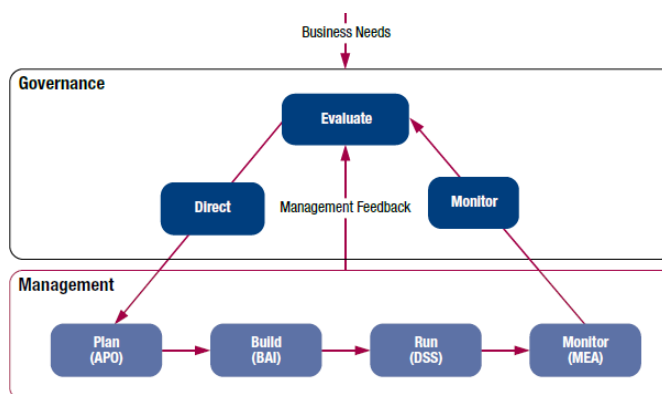 Business Needs
Governance
Evaluate
Direct
Management Feedback
Monitor
Management
Plan
(APO)
Build
(BAI)
Run
(DSS)
Monitor
(MEA)